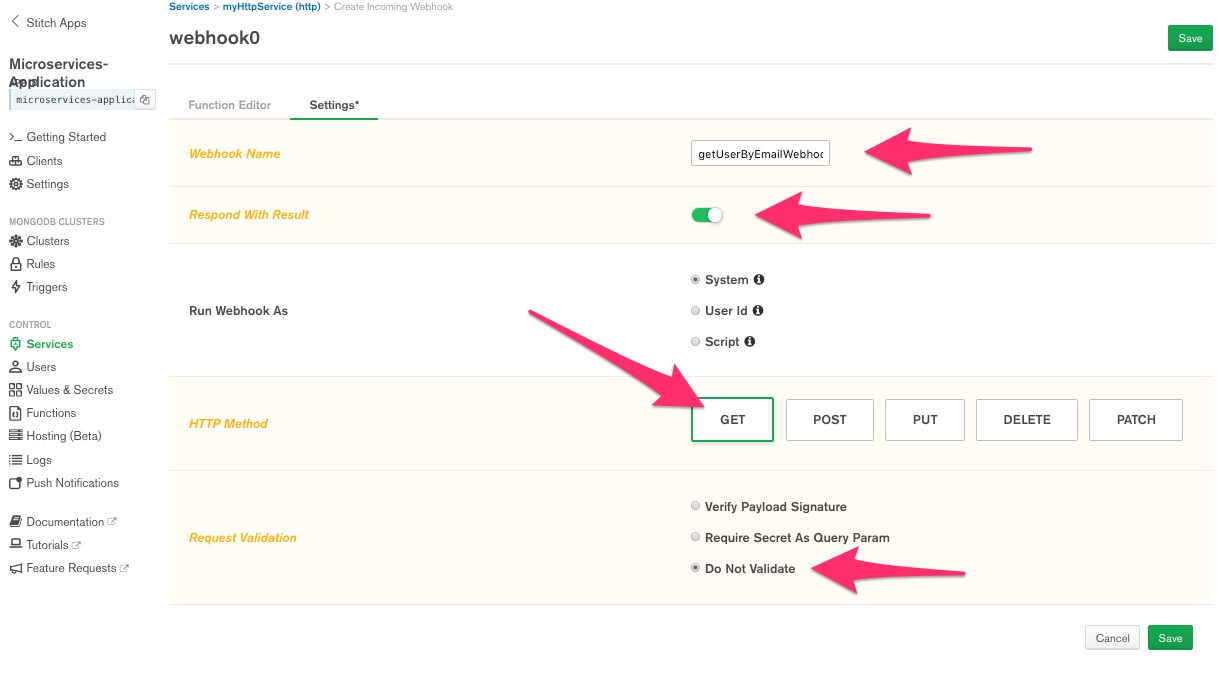 Stitch Apps
Microservices-
Application
microservices-applica
Getting Started
Clients
Settings
MONGODB CLUSTERS
Clusters
Rules
Triggers
CONTROL
Services
Users
Values & Secrets
Functions
Hosting (Beta)
Logs
Push Notifications
Documentation
Tutorials
Feature Requests
Services > myHttpService (http) > Create Incoming Webhook
webhook0
Save
Function Editor Settings*
Webhook Name getUserByEmailWebhoo
Respond With Result
Run Webhook As
System
User Id
Script
HTTP Method GET POST PUT DELETE PATCH
Request Validation
Verify Payload Signature
Require Secret As Query Param
Do Not Validate
Cancel Save